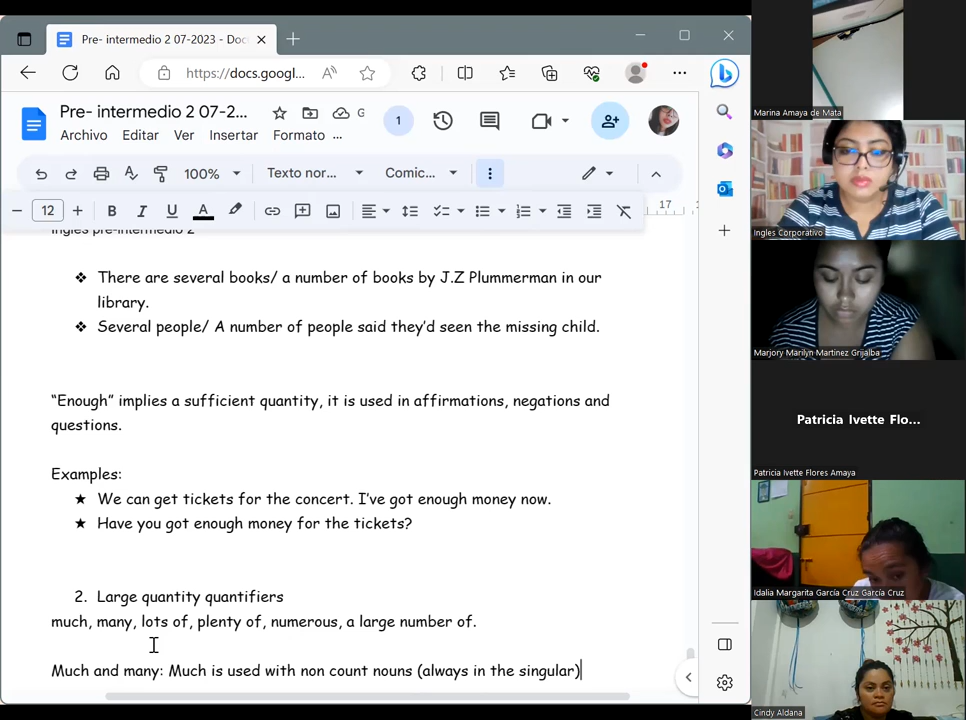 Pre- intermedio 2 07-2023 - Doc
https://docs.googl...
Pre- intermedio 2 07-2...
G
1
Archivo Editar Ver Insertar Formato ...
100% Texto nor... Comic...
12
17
Ingles pre-intermedio 2
❖ There are several books/ a number of books by J.Z Plummerman in our
library.
❖ Several people/ A number of people said they'd seen the missing child.
“Enough” implies a sufficient quantity, it is used in affirmations, negations and
questions.
Examples:
★ We can get tickets for the concert. I've got enough money now.
★ Have you got enough money for the tickets?
2. Large quantity quantifiers
much, many, lots of, plenty of, numerous, a large number of.
Much and many: Much is used with non count nouns (always in the singular)
Marina Amaya de Mata
Ingles Corporativo
Marjory Marilyn Martinez Grijalba
Patricia Ivette Flo...
Patricia Ivette Flores Amaya
Idalia Margarita García Cruz García Cruz
Cindy Aldana